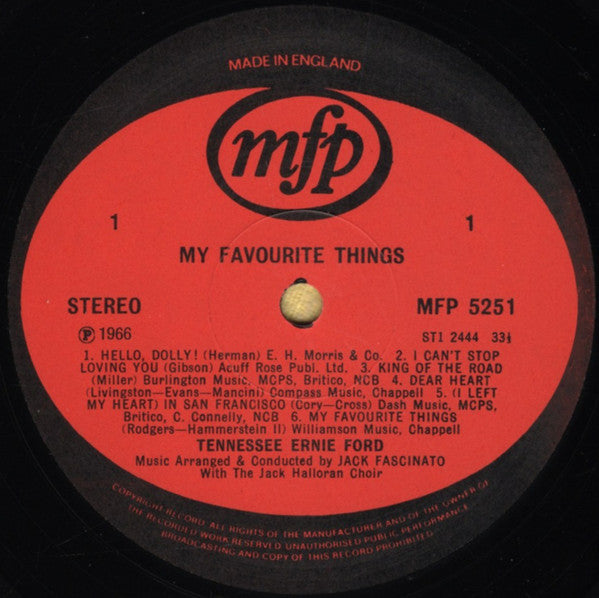 MADE IN ENGLAND
mfp
1 1
MY FAVOURITE THINGS
STEREO MFP 5251
Ⓟ 1966 ST1 2444 33⅓
1. HELLO, DOLLY! (Herman) E. H. Morris & Co. 2. I CAN'T STOP
LOVING YOU (Gibson) Acuff Rose Publ. Ltd. 3. KING OF THE ROAD
(Miller) Burlington Music, MCPS, Britico, NCB 4. DEAR HEART
(Livingston—Evans—Mancini) Compass Music, Chappell 5. (I LEFT
MY HEART) IN SAN FRANCISCO (Cory—Cross) Dash Music, MCPS,
Britico, C. Connelly, NCB 6. MY FAVOURITE THINGS
(Rodgers—Hammerstein II) Williamson Music, Chappell
TENNESSEE ERNIE FORD
Music Arranged & Conducted by JACK FASCINATO
With The Jack Halloran Choir
COPYRIGHT RECORD. ALL RIGHTS OF THE MANUFACTURER AND OF THE OWNER OF
THE RECORDED WORK RESERVED UNAUTHORISED PUBLIC PERFORMANCE,
BROADCASTING AND COPY OF THIS RECORD PROHIBITED.